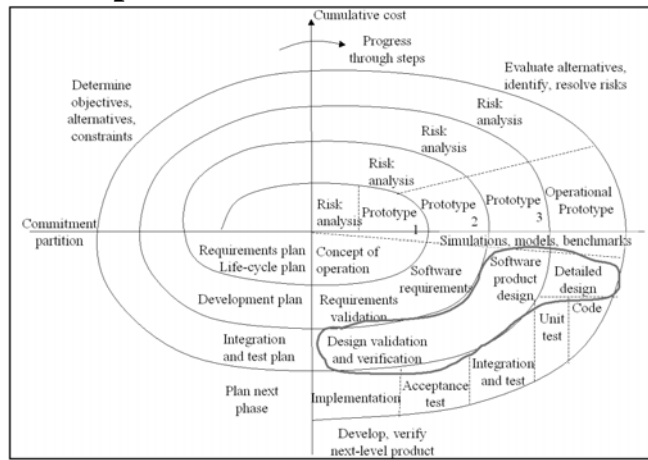 Cumulative cost
Progress
through steps
Evaluate alternatives,
identify, resolve risks
Determine
objectives,
alternatives,
constraints
Risk
analysis
Risk
analysis
Risk
analysis
Risk
analysis
Prototype
1
Prototype
2
Prototype
3
Operational
Prototype
Commitment
partition
Simulations, models, benchmarks
Requirements plan
Life-cycle plan
Concept of
operation
Software
requirements
Software
product
design
Detailed
design
Development plan
Requirements
validation
Code
Unit
test
Integration
and test plan
Design validation
and verification
Integration
and test
Acceptance
test
Implementation
Plan next
phase
Develop, verify
next-level product